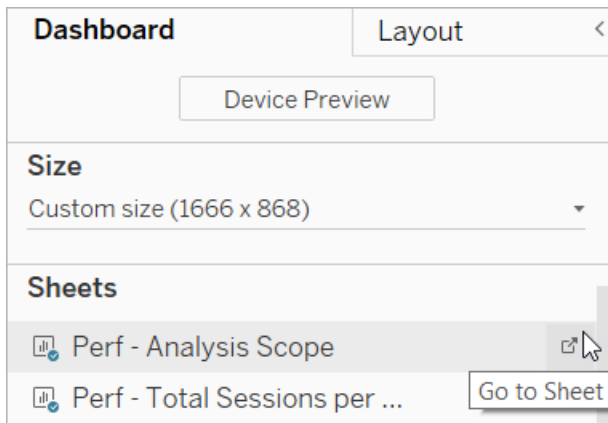 Dashboard Layout
Device Preview
Size
Custom size (1666 x 868)
Sheets
Perf - Analysis Scope
Go to Sheet
Perf - Total Sessions per ...